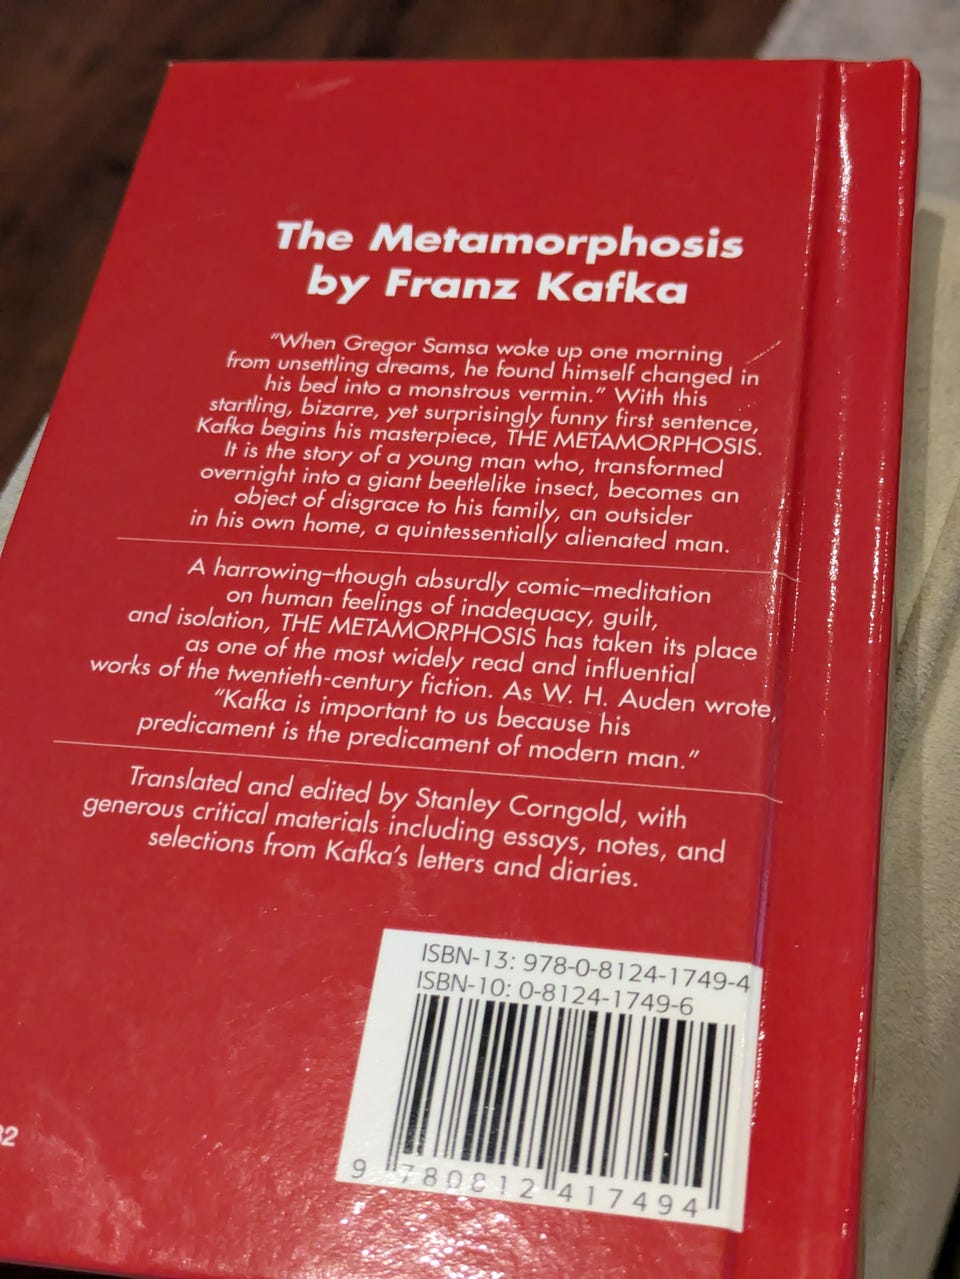 The Metamorphosis
by Franz Kafka
"When Gregor Samsa woke up one morning
from unsettling dreams, he found himself changed in
his bed into a monstrous vermin." With this
startling, bizarre, yet surprisingly funny first sentence,
Kafka begins his masterpiece, THE METAMORPHOSIS.
It is the story of a young man who, transformed
overnight into a giant beetlelike insect, becomes an
object of disgrace to his family, an outsider
in his own home, a quintessentially alienated man.
A harrowing—though absurdly comic—meditation
on human feelings of inadequacy, guilt,
and isolation, THE METAMORPHOSIS has taken its place
as one of the most widely read and influential
works of the twentieth-century fiction. As W. H. Auden wrote,
"Kafka is important to us because his
predicament is the predicament of modern man."
Translated and edited by Stanley Corngold, with
generous critical materials including essays, notes, and
selections from Kafka's letters and diaries.
ISBN-13: 978-0-8124-1749-4
ISBN-10: 0-8124-1749-6
9 780812 417494